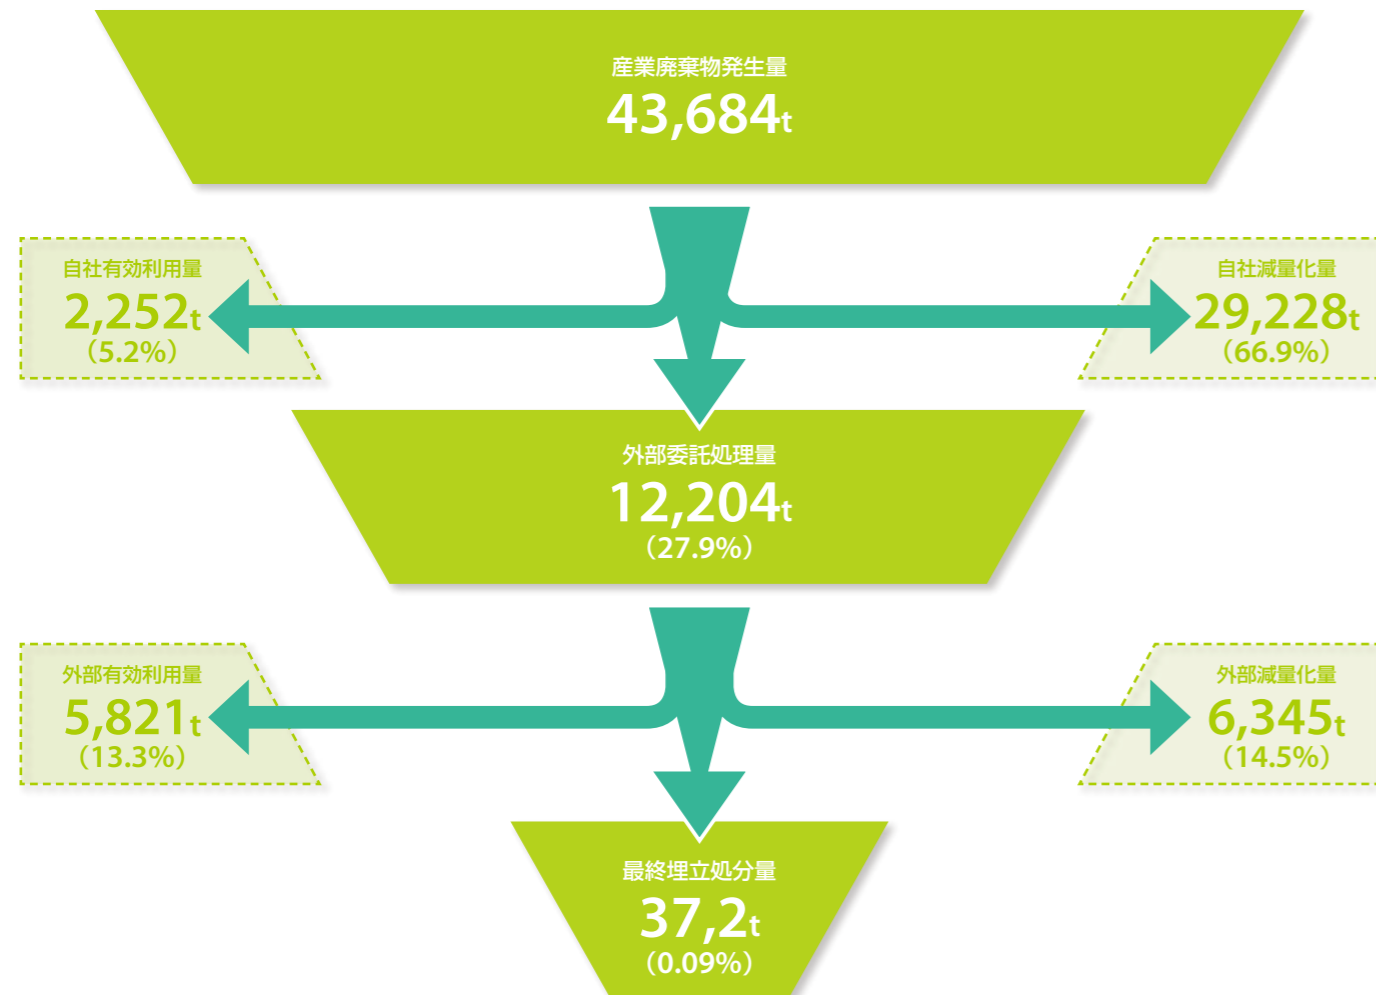 産業廃棄物発生量
43,684t
自社有効利用量
2,252t
（5.2%）
自社減量化量
29,228t
（66.9%）
外部委託処理量
12,204t
（27.9%）
外部有効利用量
5,821t
（13.3%）
外部減量化量
6,345t
（14.5%）
最終埋立処分量
37,2t
（0.09%）